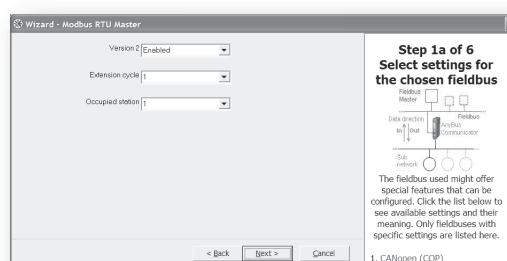 Wizard - Modbus RTU Master
Version 2 Enabled
Extension cycle 1
Occupied station 1
< Back Next > Cancel
Step 1a of 6
Select settings for
the chosen fieldbus
Fieldbus
Master
Fieldbus
Data direction
In Out
AnyBus
Communicator
Sub
network
The fieldbus used might offer
special features that can be
configured. Click the list below to
see available settings and their
meaning. Only fieldbuses with
specific settings are listed here.
1. CANopen (COP)